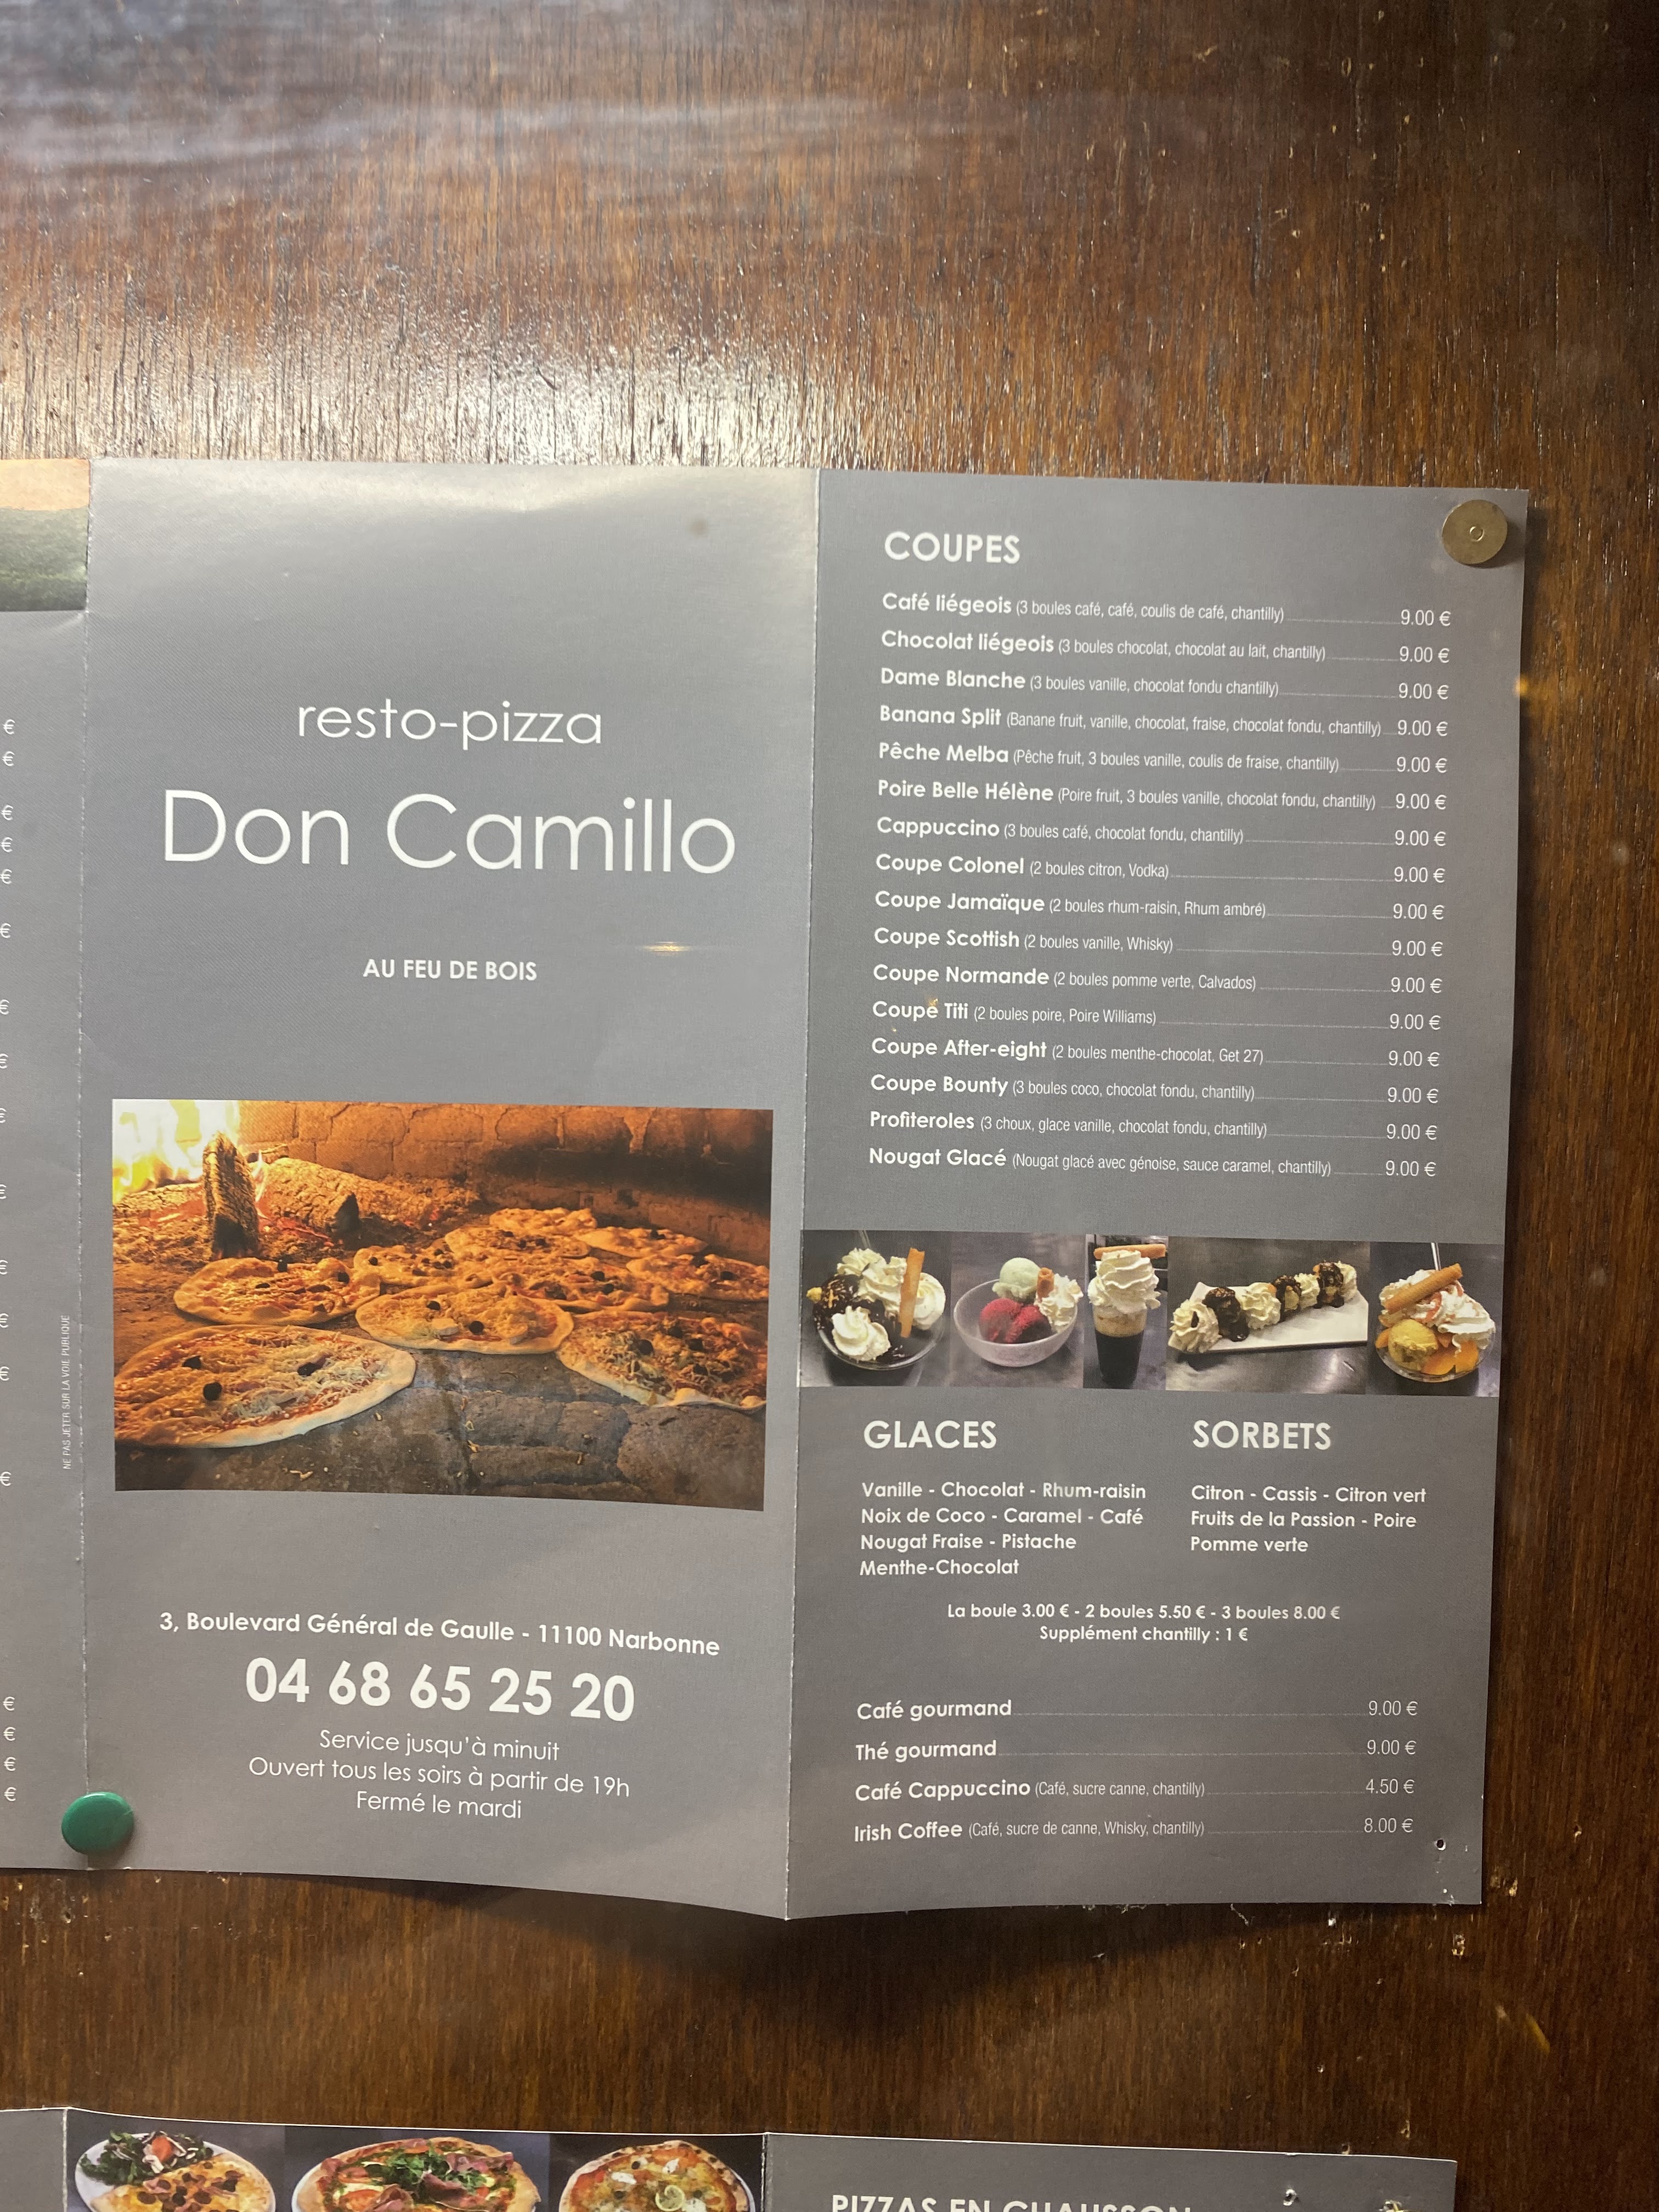 resto-pizza
Don Camillo
AU FEU DE BOIS
NE PAS JETER SUR LA VOIE PUBLIQUE
3, Boulevard Général de Gaulle - 11100 Narbonne
04 68 65 25 20
Service jusqu'à minuit
Ouvert tous les soirs à partir de 19h
Fermé le mardi
COUPES
Café liégeois (3 boules café, café, coulis de café, chantilly) 9.00 €
Chocolat liégeois (3 boules chocolat, chocolat au lait, chantilly) 9.00 €
Dame Blanche (3 boules vanille, chocolat fondu chantilly) 9.00 €
Banana Split (Banane fruit, vanille, chocolat, fraise, chocolat fondu, chantilly) 9.00 €
Pêche Melba (Pêche fruit, 3 boules vanille, coulis de fraise, chantilly) 9.00 €
Poire Belle Hélène (Poire fruit, 3 boules vanille, chocolat fondu, chantilly) 9.00 €
Cappuccino (3 boules café, chocolat fondu, chantilly) 9.00 €
Coupe Colonel (2 boules citron, Vodka) 9.00 €
Coupe Jamaïque (2 boules rhum-raisin, Rhum ambré) 9.00 €
Coupe Scottish (2 boules vanille, Whisky) 9.00 €
Coupe Normande (2 boules pomme verte, Calvados) 9.00 €
Coupe Titi (2 boules poire, Poire Williams) 9.00 €
Coupe After-eight (2 boules menthe-chocolat, Get 27) 9.00 €
Coupe Bounty (3 boules coco, chocolat fondu, chantilly) 9.00 €
Profiteroles (3 choux, glace vanille, chocolat fondu, chantilly) 9.00 €
Nougat Glacé (Nougat glacé avec génoise, sauce caramel, chantilly) 9.00 €
GLACES
Vanille - Chocolat - Rhum-raisin
Noix de Coco - Caramel - Café
Nougat Fraise - Pistache
Menthe-Chocolat
SORBETS
Citron - Cassis - Citron vert
Fruits de la Passion - Poire
Pomme verte
La boule 3.00 € - 2 boules 5.50 € - 3 boules 8.00 €
Supplément chantilly : 1 €
Café gourmand 9.00 €
Thé gourmand 9.00 €
Café Cappuccino (Café, sucre canne, chantilly) 4.50 €
Irish Coffee (Café, sucre de canne, Whisky, chantilly) 8.00 €
PIZZAS EN CHAUSSON